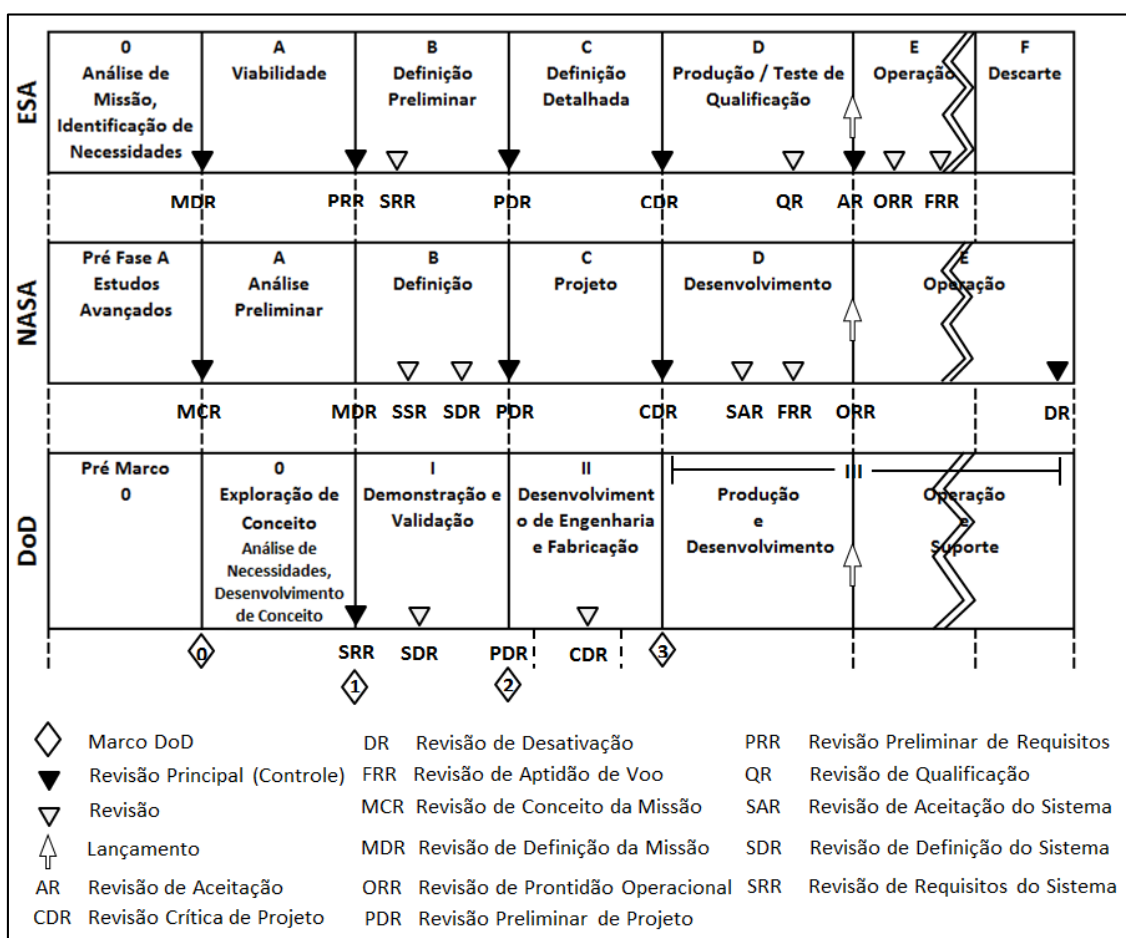 ESA
0
Análise de
Missão,
Identificação de
Necessidades
A
Viabilidade
B
Definição
Preliminar
C
Definição
Detalhada
D
Produção / Teste de
Qualificação
E
Operação
F
Descarte
MDR PRR SRR PDR CDR QR AR ORR FRR
NASA
Pré Fase A
Estudos
Avançados
A
Análise
Preliminar
B
Definição
C
Projeto
D
Desenvolvimento
E
Operação
MCR MDR SSR SDR PDR CDR SAR FRR ORR DR
DoD
Pré Marco
0
0
Exploração de
Conceito
Análise de
Necessidades,
Desenvolvimento
de Conceito
I
Demonstração e
Validação
II
Desenvolviment
o de Engenharia
e Fabricação
III
Produção
e
Desenvolvimento
Operação
e
Suporte
SRR SDR PDR CDR
0 1 2 3
Marco DoD
Revisão Principal (Controle)
Revisão
Lançamento
AR Revisão de Aceitação
CDR Revisão Crítica de Projeto
DR Revisão de Desativação
FRR Revisão de Aptidão de Voo
MCR Revisão de Conceito da Missão
MDR Revisão de Definição da Missão
ORR Revisão de Prontidão Operacional
PDR Revisão Preliminar de Projeto
PRR Revisão Preliminar de Requisitos
QR Revisão de Qualificação
SAR Revisão de Aceitação do Sistema
SDR Revisão de Definição do Sistema
SRR Revisão de Requisitos do Sistema